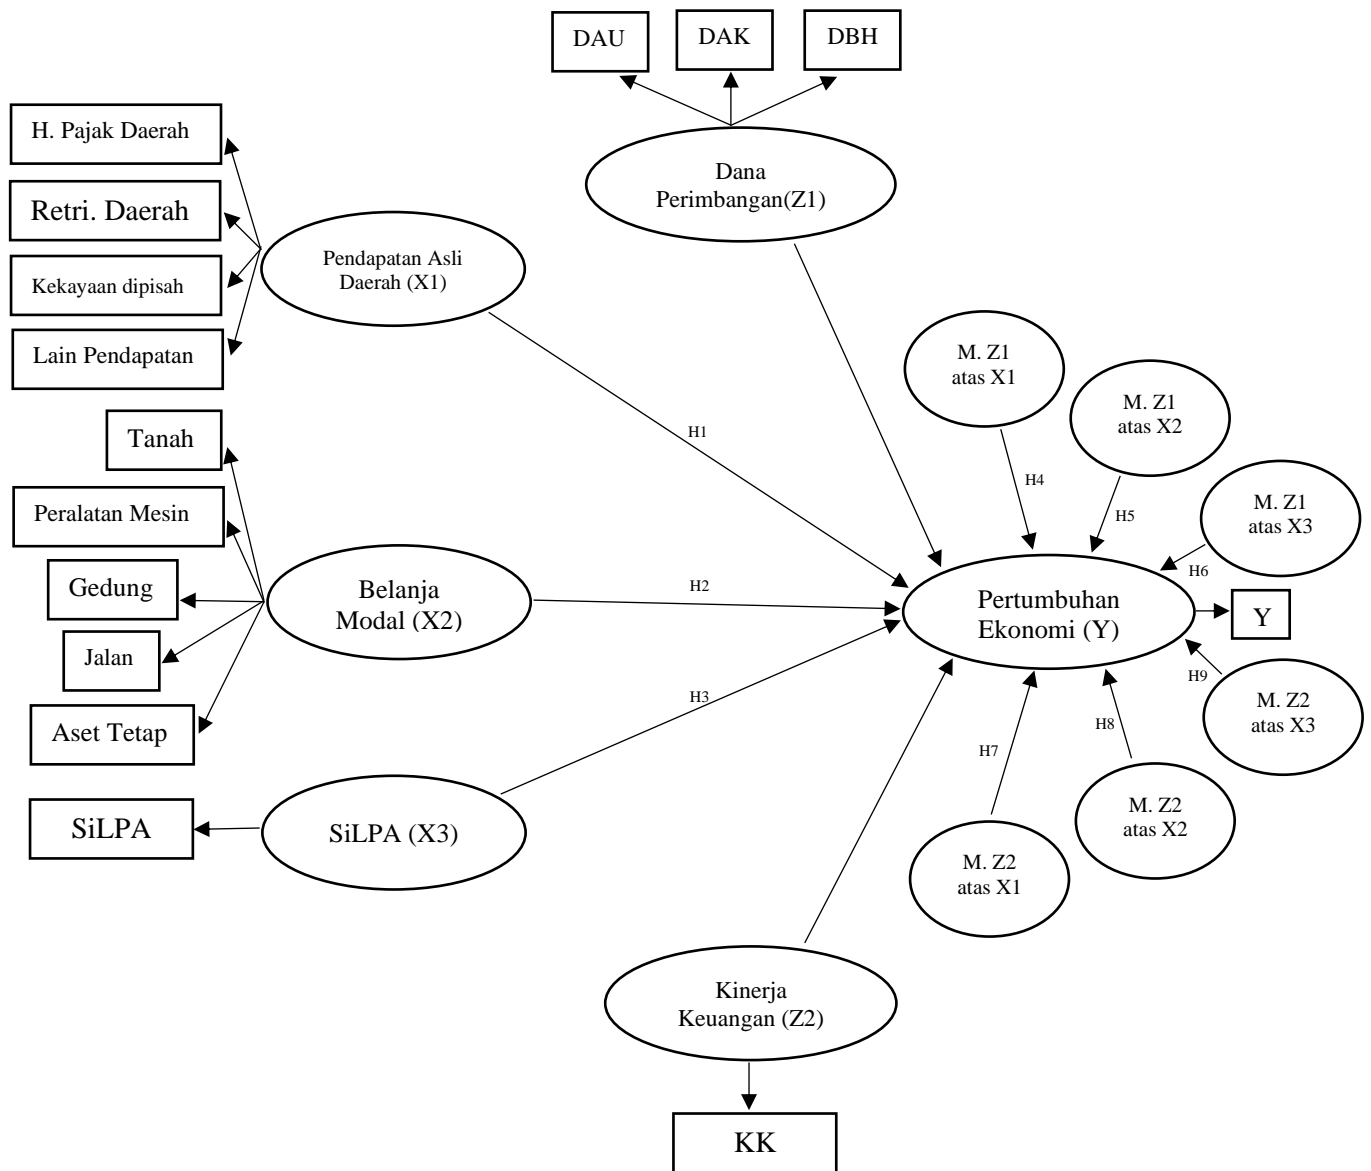 DAU
DAK
DBH
H. Pajak Daerah
Retri. Daerah
Kekayaan dipisah
Lain Pendapatan
Dana
Perimbangan(Z1)
Pendapatan Asli
Daerah (X1)
M. Z1
atas X1
M. Z1
atas X2
M. Z1
atas X3
H1
H4
H5
H6
Tanah
Peralatan Mesin
Gedung
Jalan
Aset Tetap
Belanja
Modal (X2)
H2
Pertumbuhan
Ekonomi (Y)
Y
H3
SiLPA
SiLPA (X3)
H7
H8
H9
M. Z2
atas X3
M. Z2
atas X2
M. Z2
atas X1
Kinerja
Keuangan (Z2)
KK